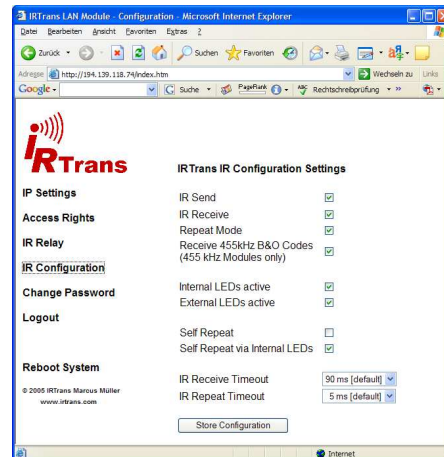 IRTrans LAN Module - Configuration - Microsoft Internet Explorer
Datei Bearbeiten Ansicht Favoriten Extras ?
Zurück Suchen Favoriten
Adresse http://194.139.118.74/index.htm Wechseln zu Links
Google Suche PageRank ABC Rechtschreibprüfung »
IRTrans
IRTrans IR Configuration Settings
IP Settings
Access Rights
IR Relay
IR Configuration
Change Password
Logout
Reboot System
© 2005 IRTrans Marcus Müller
www.irtrans.com
IR Send
IR Receive
Repeat Mode
Receive 455kHz B&O Codes
(455 kHz Modules only)
Internal LEDs active
External LEDs active
Self Repeat
Self Repeat via Internal LEDs
IR Receive Timeout 90 ms [default]
IR Repeat Timeout 5 ms [default]
Store Configuration
Internet